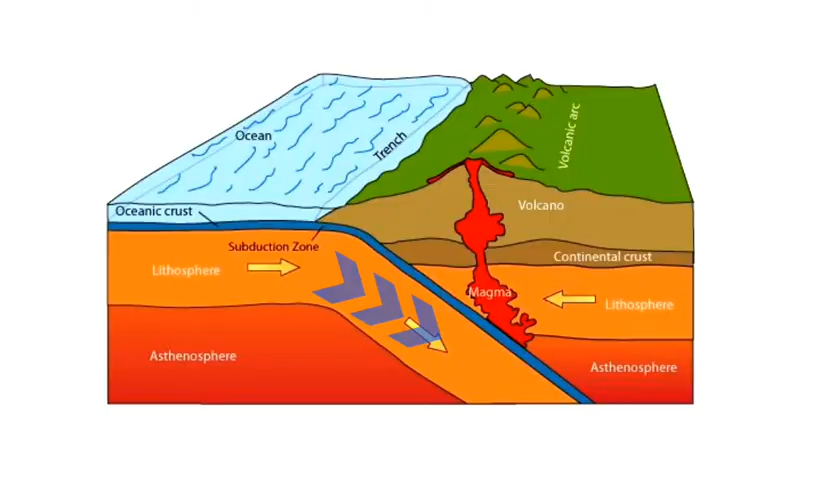 Ocean
Trench
Volcanic arc
Oceanic crust
Volcano
Subduction Zone
Continental crust
Lithosphere
Magma
Lithosphere
Asthenosphere
Asthenosphere